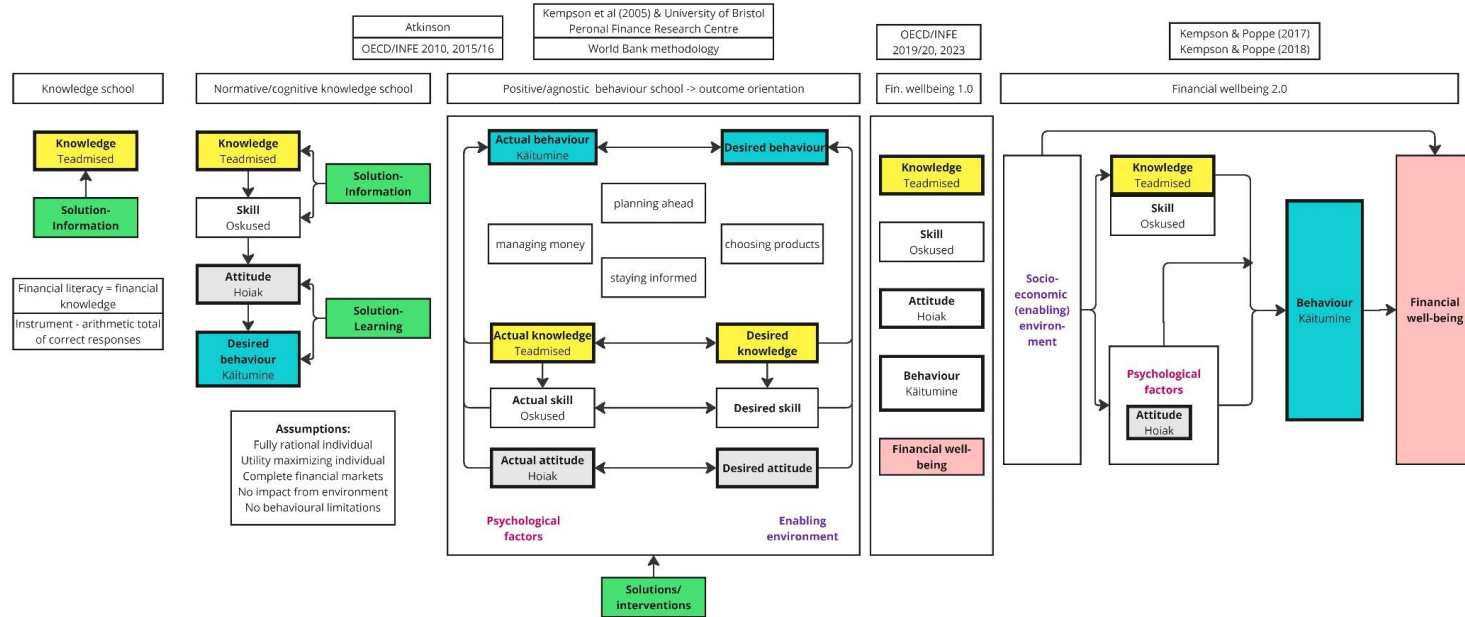 Atkinson
OECD/INFE 2010, 2015/16
Kempson et al (2005) & University of Bristol
Peronal Finance Research Centre
World Bank methodology
OECD/INFE
2019/20, 2023
Kempson & Poppe (2017)
Kempson & Poppe (2018)
Knowledge school
Normative/cognitive knowledge school
Positive/agnostic behaviour school -> outcome orientation
Fin. wellbeing 1.0
Financial wellbeing 2.0
Knowledge
Teadmised
Solution-
Information
Financial literacy = financial
knowledge
Instrument - arithmetic total
of correct responses
Knowledge
Teadmised
Solution-
Information
Skill
Oskused
Attitude
Hoiak
Solution-
Learning
Desired
behaviour
Käitumine
Assumptions:
Fully rational individual
Utility maximizing individual
Complete financial markets
No impact from environment
No behavioural limitations
Actual behaviour
Käitumine
Desired behaviour
planning ahead
managing money
choosing products
staying informed
Actual knowledge
Teadmised
Desired
knowledge
Actual skill
Oskused
Desired skill
Actual attitude
Hoiak
Desired attitude
Psychological
factors
Enabling
environment
Solutions/
interventions
Knowledge
Teadmised
Skill
Oskused
Attitude
Hoiak
Behaviour
Käitumine
Financial well-
being
Socio-
economic
(enabling)
environ-
ment
Knowledge
Teadmised
Skill
Oskused
Psychological
factors
Attitude
Hoiak
Behaviour
Käitumine
Financial
well-being